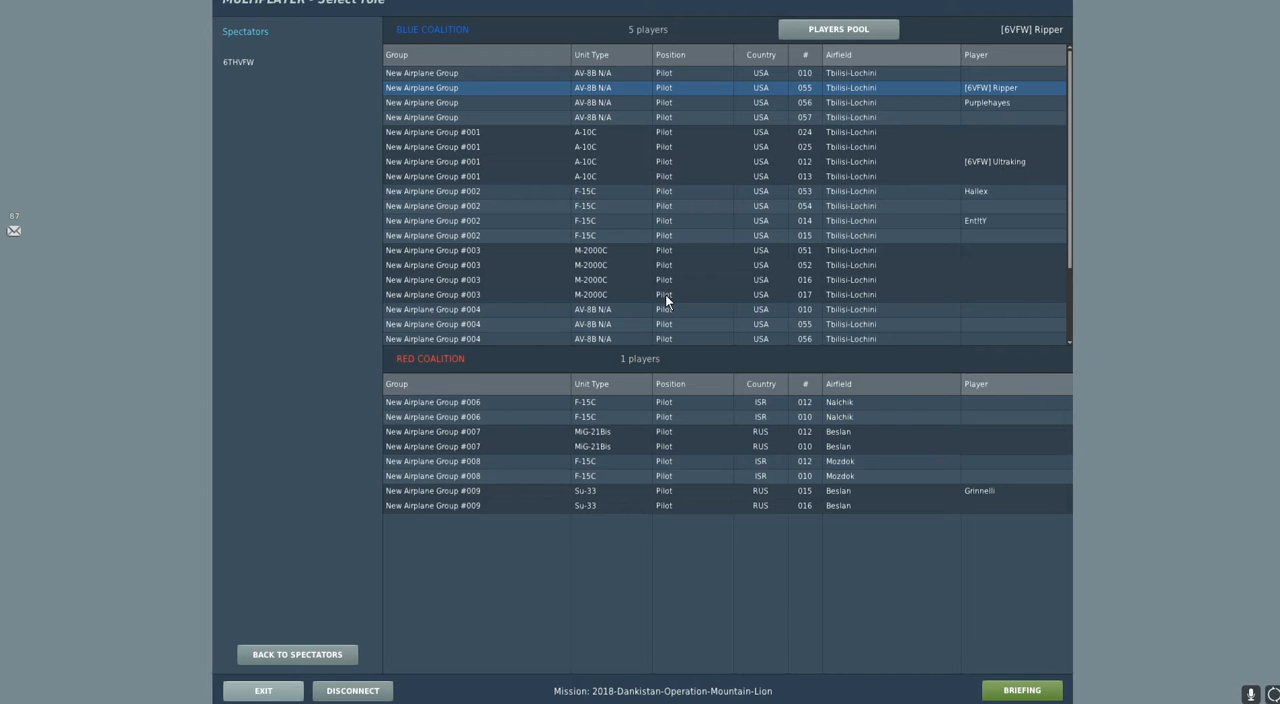 MULTIPLAYER - Select role
Spectators
6THVFW
BLUE COALITION 5 players PLAYERS POOL [6VFW] Ripper
Group Unit Type Position Country # Airfield Player
New Airplane Group AV-8B N/A Pilot USA 010 Tbilisi-Lochini
New Airplane Group AV-8B N/A Pilot USA 055 Tbilisi-Lochini [6VFW] Ripper
New Airplane Group AV-8B N/A Pilot USA 056 Tbilisi-Lochini Purplehayes
New Airplane Group AV-8B N/A Pilot USA 057 Tbilisi-Lochini
New Airplane Group #001 A-10C Pilot USA 024 Tbilisi-Lochini
New Airplane Group #001 A-10C Pilot USA 025 Tbilisi-Lochini
New Airplane Group #001 A-10C Pilot USA 012 Tbilisi-Lochini [6VFW] Ultraking
New Airplane Group #001 A-10C Pilot USA 013 Tbilisi-Lochini
New Airplane Group #002 F-15C Pilot USA 053 Tbilisi-Lochini Hallex
New Airplane Group #002 F-15C Pilot USA 054 Tbilisi-Lochini
New Airplane Group #002 F-15C Pilot USA 014 Tbilisi-Lochini Ent!tY
New Airplane Group #002 F-15C Pilot USA 015 Tbilisi-Lochini
New Airplane Group #003 M-2000C Pilot USA 051 Tbilisi-Lochini
New Airplane Group #003 M-2000C Pilot USA 052 Tbilisi-Lochini
New Airplane Group #003 M-2000C Pilot USA 016 Tbilisi-Lochini
New Airplane Group #003 M-2000C Pilot USA 017 Tbilisi-Lochini
New Airplane Group #004 AV-8B N/A Pilot USA 010 Tbilisi-Lochini
New Airplane Group #004 AV-8B N/A Pilot USA 055 Tbilisi-Lochini
New Airplane Group #004 AV-8B N/A Pilot USA 056 Tbilisi-Lochini
RED COALITION 1 players
Group Unit Type Position Country # Airfield Player
New Airplane Group #006 F-15C Pilot ISR 012 Nalchik
New Airplane Group #006 F-15C Pilot ISR 010 Nalchik
New Airplane Group #007 MiG-21Bis Pilot RUS 012 Beslan
New Airplane Group #007 MiG-21Bis Pilot RUS 010 Beslan
New Airplane Group #008 F-15C Pilot ISR 012 Mozdok
New Airplane Group #008 F-15C Pilot ISR 010 Mozdok
New Airplane Group #009 Su-33 Pilot RUS 015 Beslan Grinnelli
New Airplane Group #009 Su-33 Pilot RUS 016 Beslan
87
BACK TO SPECTATORS
EXIT DISCONNECT Mission: 2018-Dankistan-Operation-Mountain-Lion BRIEFING